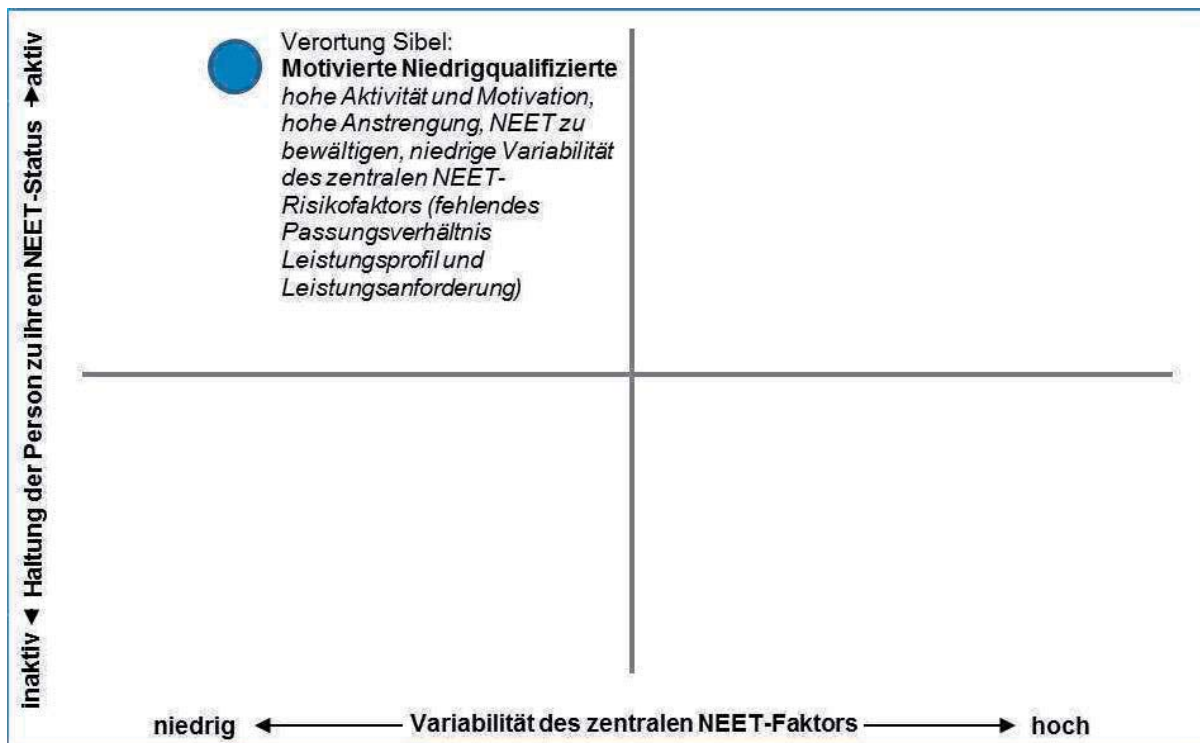 Verortung Sibel:
Motivierte Niedrigqualifizierte
hohe Aktivität und Motivation,
hohe Anstrengung, NEET zu
bewältigen, niedrige Variabilität
des zentralen NEET-
Risikofaktors (fehlendes
Passungsverhältnis
Leistungsprofil und
Leistungsanforderung)
inaktiv ◄ Haltung der Person zu ihrem NEET-Status ►aktiv
niedrig ◄ Variabilität des zentralen NEET-Faktors ► hoch